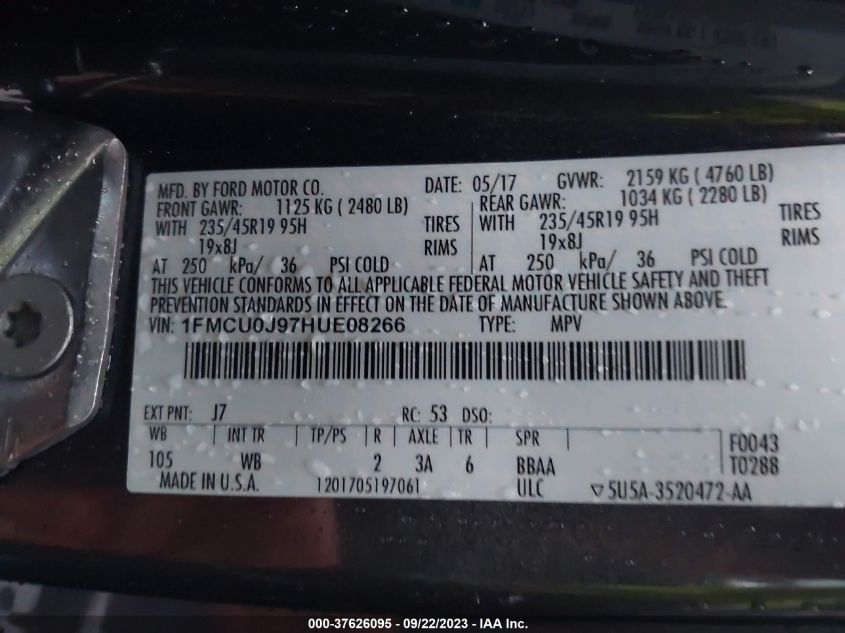 MFD. BY FORD MOTOR CO. DATE: 05/17 GVWR: 2159 KG ( 4760 LB)
FRONT GAWR: 1125 KG ( 2480 LB) REAR GAWR: 1034 KG ( 2280 LB)
WITH 235/45R19 95H TIRES WITH 235/45R19 95H TIRES
19x8J RIMS 19x8J RIMS
AT 250 kPa/ 36 PSI COLD AT 250 kPa/ 36 PSI COLD
THIS VEHICLE CONFORMS TO ALL APPLICABLE FEDERAL MOTOR VEHICLE SAFETY AND THEFT
PREVENTION STANDARDS IN EFFECT ON THE DATE OF MANUFACTURE SHOWN ABOVE.
VIN: 1FMCU0J97HUE08266 TYPE: MPV
EXT PNT: J7 RC: 53 DSO:
WB INT TR TP/PS R AXLE TR SPR F0043
105 WB 2 3A 6 BBAA T0288
MADE IN U.S.A. 1201705197061 ULC ▽5U5A-3520472-AA
000-37626095 - 09/22/2023 - IAA Inc.